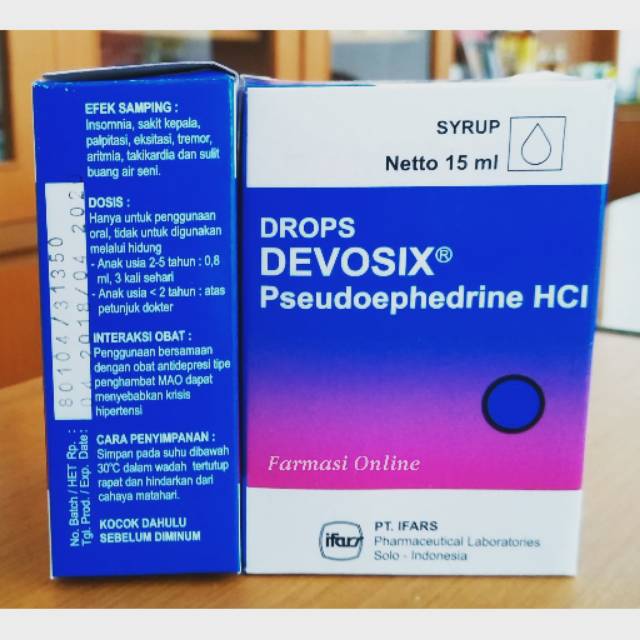 EFEK SAMPING :
Insomnia, sakit kepala,
palpitasi, eksitasi, tremor,
aritmia, takikardia dan sulit
buang air seni.
DOSIS :
Hanya untuk penggunaan
oral, tidak untuk digunakan
melalui hidung
- Anak usia 2-5 tahun : 0,8
ml, 3 kali sehari
- Anak usia < 2 tahun : atas
petunjuk dokter
INTERAKSI OBAT :
Penggunaan bersamaan
dengan obat antidepresi tipe
penghambat MAO dapat
menyebabkan krisis
hipertensi
CARA PENYIMPANAN :
Simpan pada suhu dibawah
30°C dalam wadah tertutup
rapat dan hindarkan dari
cahaya matahari.
KOCOK DAHULU
SEBELUM DIMINUM
No. Batch / HET Rp. :
Tgl. Prod. / Exp. Date :
80104/31350
04 2018/04
SYRUP
Netto 15 ml
DROPS
DEVOSIX®
Pseudoephedrine HCl
Farmasi Online
ifars
PT. IFARS
Pharmaceutical Laboratories
Solo - Indonesia